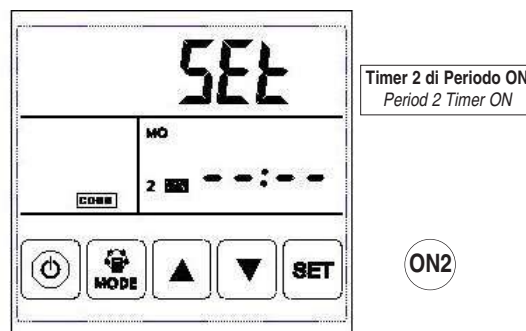 SEt
Timer 2 di Periodo ON
Period 2 Timer ON
MO
2 --:--
MODE
SET
ON2